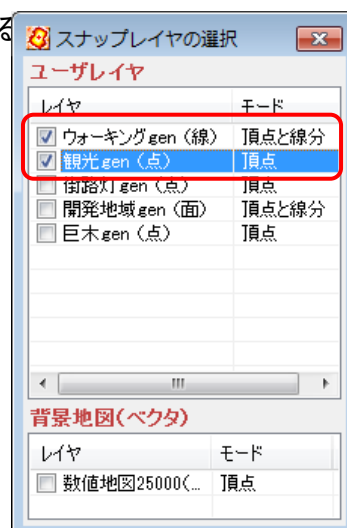 る
スナップレイヤの選択
ユーザレイヤ
レイヤ モード
ウォーキングgen（線） 頂点と線分
観光gen（点） 頂点
街路灯gen（点） 頂点
開発地域gen（面） 頂点と線分
巨木gen（点） 頂点
背景地図(ベクタ)
レイヤ モード
数値地図25000(... 頂点